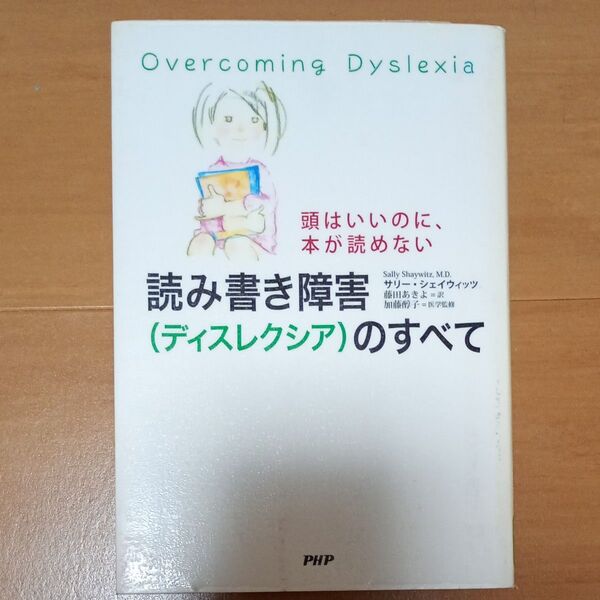 Overcoming Dyslexia
頭はいいのに、
本が読めない
Sally Shaywitz, M.D.
サリー・シェイウィッツ
藤田あきよ=訳
加藤醇子=医学監修
読み書き障害
(ディスレクシア)のすべて
PHP